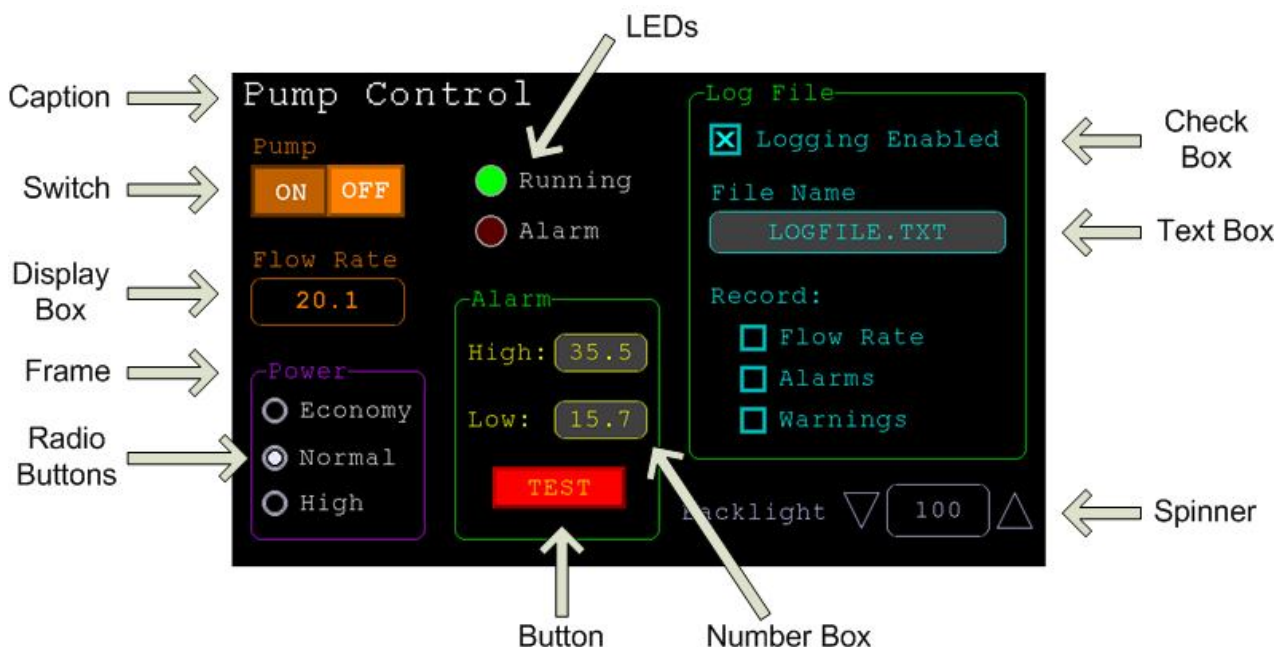 LEDs
Caption
Pump Control
Log File
Logging Enabled
Check
Box
Pump
Switch
ON OFF
Running
File Name
Alarm
LOGFILE.TXT
Text Box
Display
Box
Flow Rate
20.1
Record:
Alarm
Flow Rate
High: 35.5
Frame
Power
Alarms
Economy
Low: 15.7
Warnings
Radio
Buttons
Normal
High
TEST
Backlight 100
Spinner
Button
Number Box